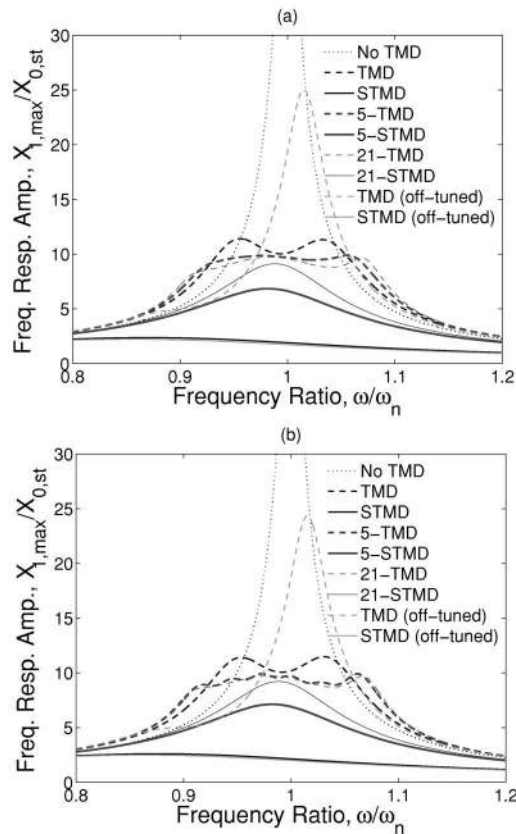 (a)
30
25
20
15
10
5
0
Freq. Resp. Amp., X1,max/X0,st
No TMD
TMD
STMD
5-TMD
5-STMD
21-TMD
21-STMD
TMD (off-tuned)
STMD (off-tuned)
0.8 0.9 1 1.1 1.2
Frequency Ratio, ω/ωn
(b)
30
25
20
15
10
5
0
Freq. Resp. Amp., X1,max/X0,st
No TMD
TMD
STMD
5-TMD
5-STMD
21-TMD
21-STMD
TMD (off-tuned)
STMD (off-tuned)
0.8 0.9 1 1.1 1.2
Frequency Ratio, ω/ωn